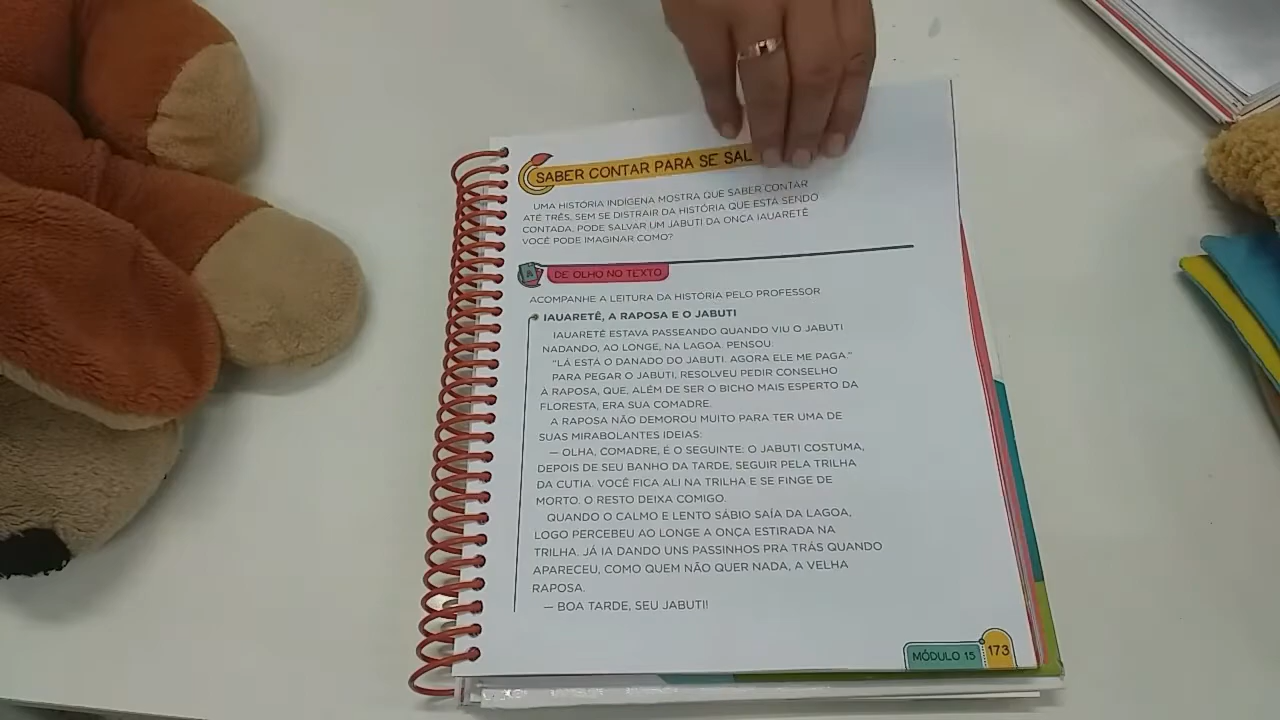 SABER CONTAR PARA SE SAL
UMA HISTÓRIA INDÍGENA MOSTRA QUE SABER CONTAR
ATÉ TRÊS, SEM SE DISTRAIR DA HISTÓRIA QUE ESTÁ SENDO
CONTADA, PODE SALVAR UM JABUTI DA ONÇA IAUARETÊ.
VOCÊ PODE IMAGINAR COMO?
A
DE OLHO NO TEXTO
ACOMPANHE A LEITURA DA HISTÓRIA PELO PROFESSOR.
IAUARETÊ, A RAPOSA E O JABUTI
IAUARETÊ ESTAVA PASSEANDO QUANDO VIU O JABUTI
NADANDO, AO LONGE, NA LAGOA. PENSOU:
"LÁ ESTÁ O DANADO DO JABUTI. AGORA ELE ME PAGA."
PARA PEGAR O JABUTI, RESOLVEU PEDIR CONSELHO
À RAPOSA, QUE, ALÉM DE SER O BICHO MAIS ESPERTO DA
FLORESTA, ERA SUA COMADRE.
A RAPOSA NÃO DEMOROU MUITO PARA TER UMA DE
SUAS MIRABOLANTES IDEIAS:
— OLHA, COMADRE, É O SEGUINTE: O JABUTI COSTUMA,
DEPOIS DE SEU BANHO DA TARDE, SEGUIR PELA TRILHA
DA CUTIA. VOCÊ FICA ALI NA TRILHA E SE FINGE DE
MORTO. O RESTO DEIXA COMIGO.
QUANDO O CALMO E LENTO SÁBIO SAÍA DA LAGOA,
LOGO PERCEBEU AO LONGE A ONÇA ESTIRADA NA
TRILHA. JÁ IA DANDO UNS PASSINHOS PRA TRÁS QUANDO
APARECEU, COMO QUEM NÃO QUER NADA, A VELHA
RAPOSA.
— BOA TARDE, SEU JABUTI!
MÓDULO 15
173